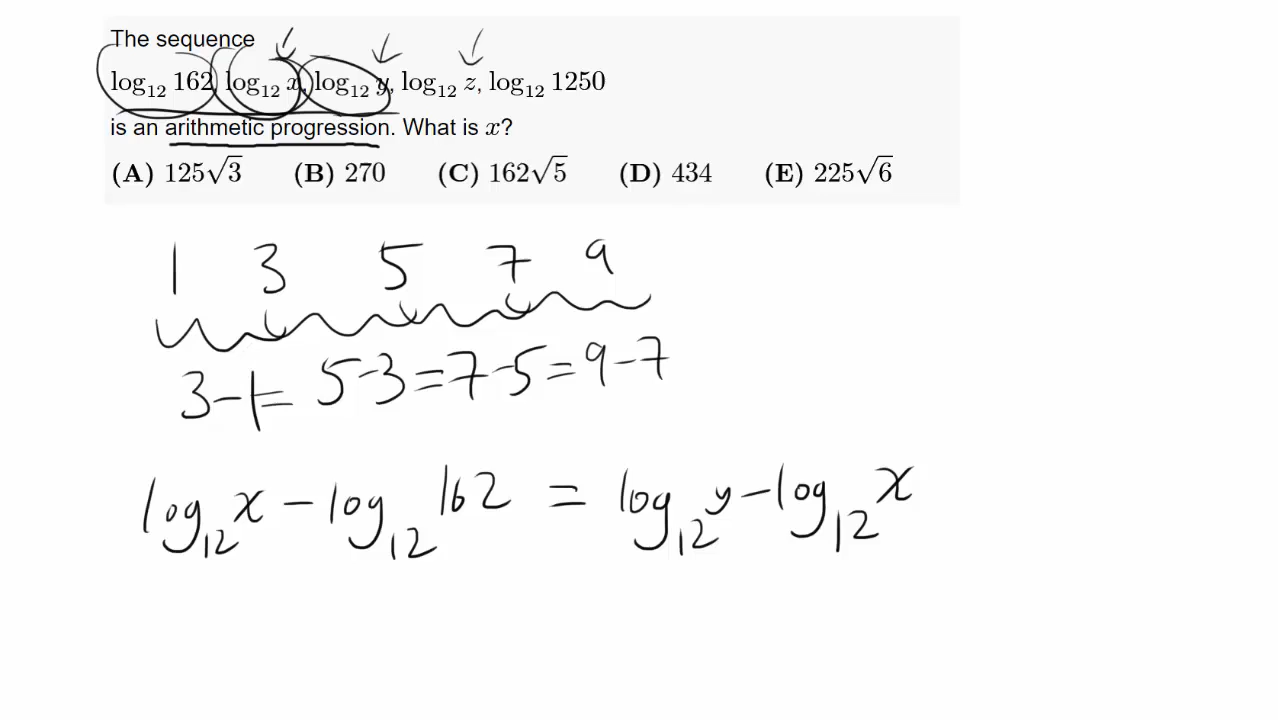 The sequence
log₁₂ 162, log₁₂ x, log₁₂ y, log₁₂ z, log₁₂ 1250
is an arithmetic progression. What is x?
(A) 125√3 (B) 270 (C) 162√5 (D) 434 (E) 225√6
1 3 5 7 9
3-1= 5-3=7-5=9-7
log₁₂ x - log₁₂ 162 = log₁₂ y - log₁₂ x